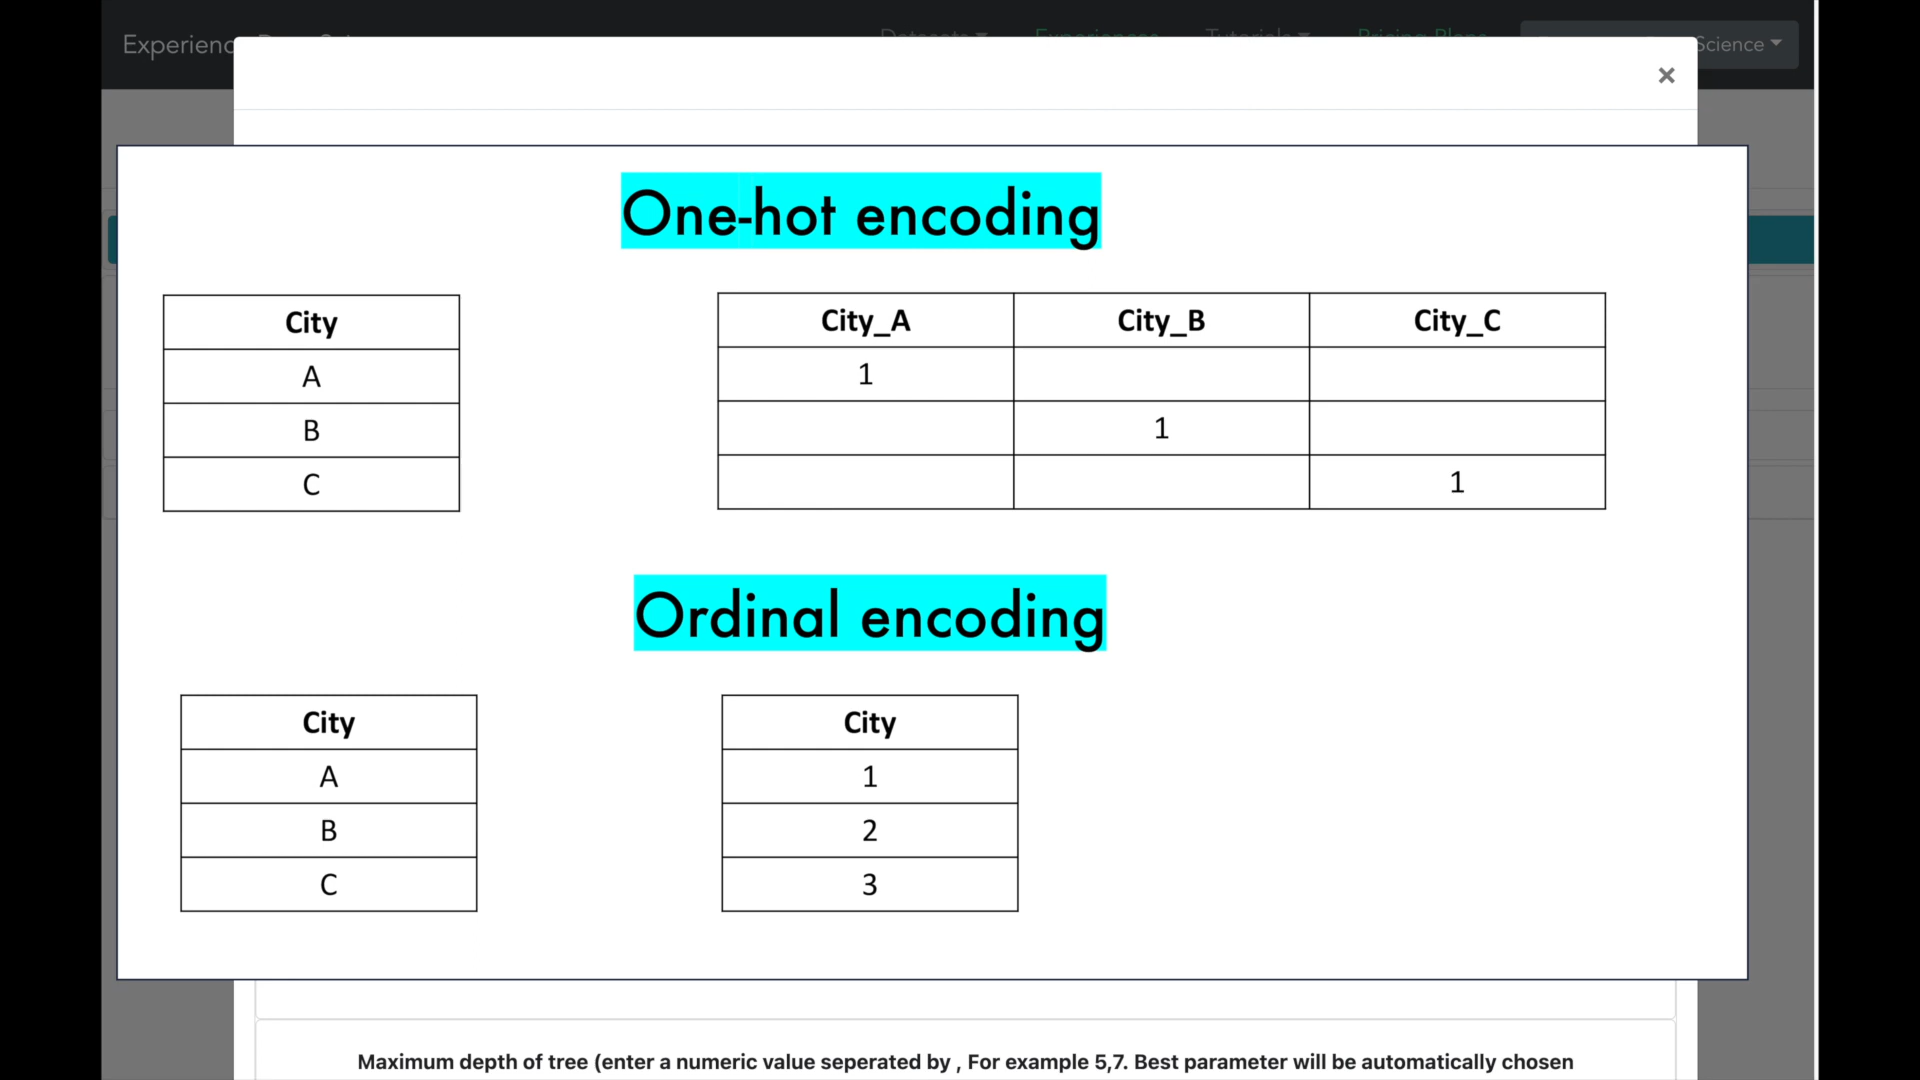 Science
×
One-hot encoding
City
City_A City_B City_C
A
1
B
1
C
1
Ordinal encoding
City City
A 1
B 2
C 3
Maximum depth of tree (enter a numeric value seperated by , For example 5,7. Best parameter will be automatically chosen